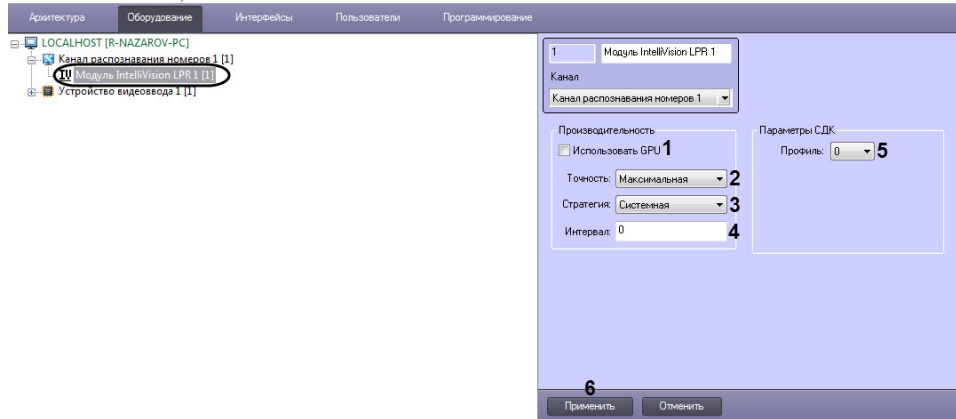 Архитектура Оборудование Интерфейсы Пользователи Программирование
LOCALHOST [R-NAZAROV-PC]
Канал распознавания номеров 1 [1]
IV Модуль IntelliVision LPR 1 [1]
Устройство видеоввода 1 [1]
1 Модуль IntelliVision LPR 1
Канал
Канал распознавания номеров 1
Производительность
Использовать GPU 1
Точность: Максимальная 2
Стратегия: Системная 3
Интервал: 0 4
Параметры СДК
Профиль: 0 5
6
Применить Отменить